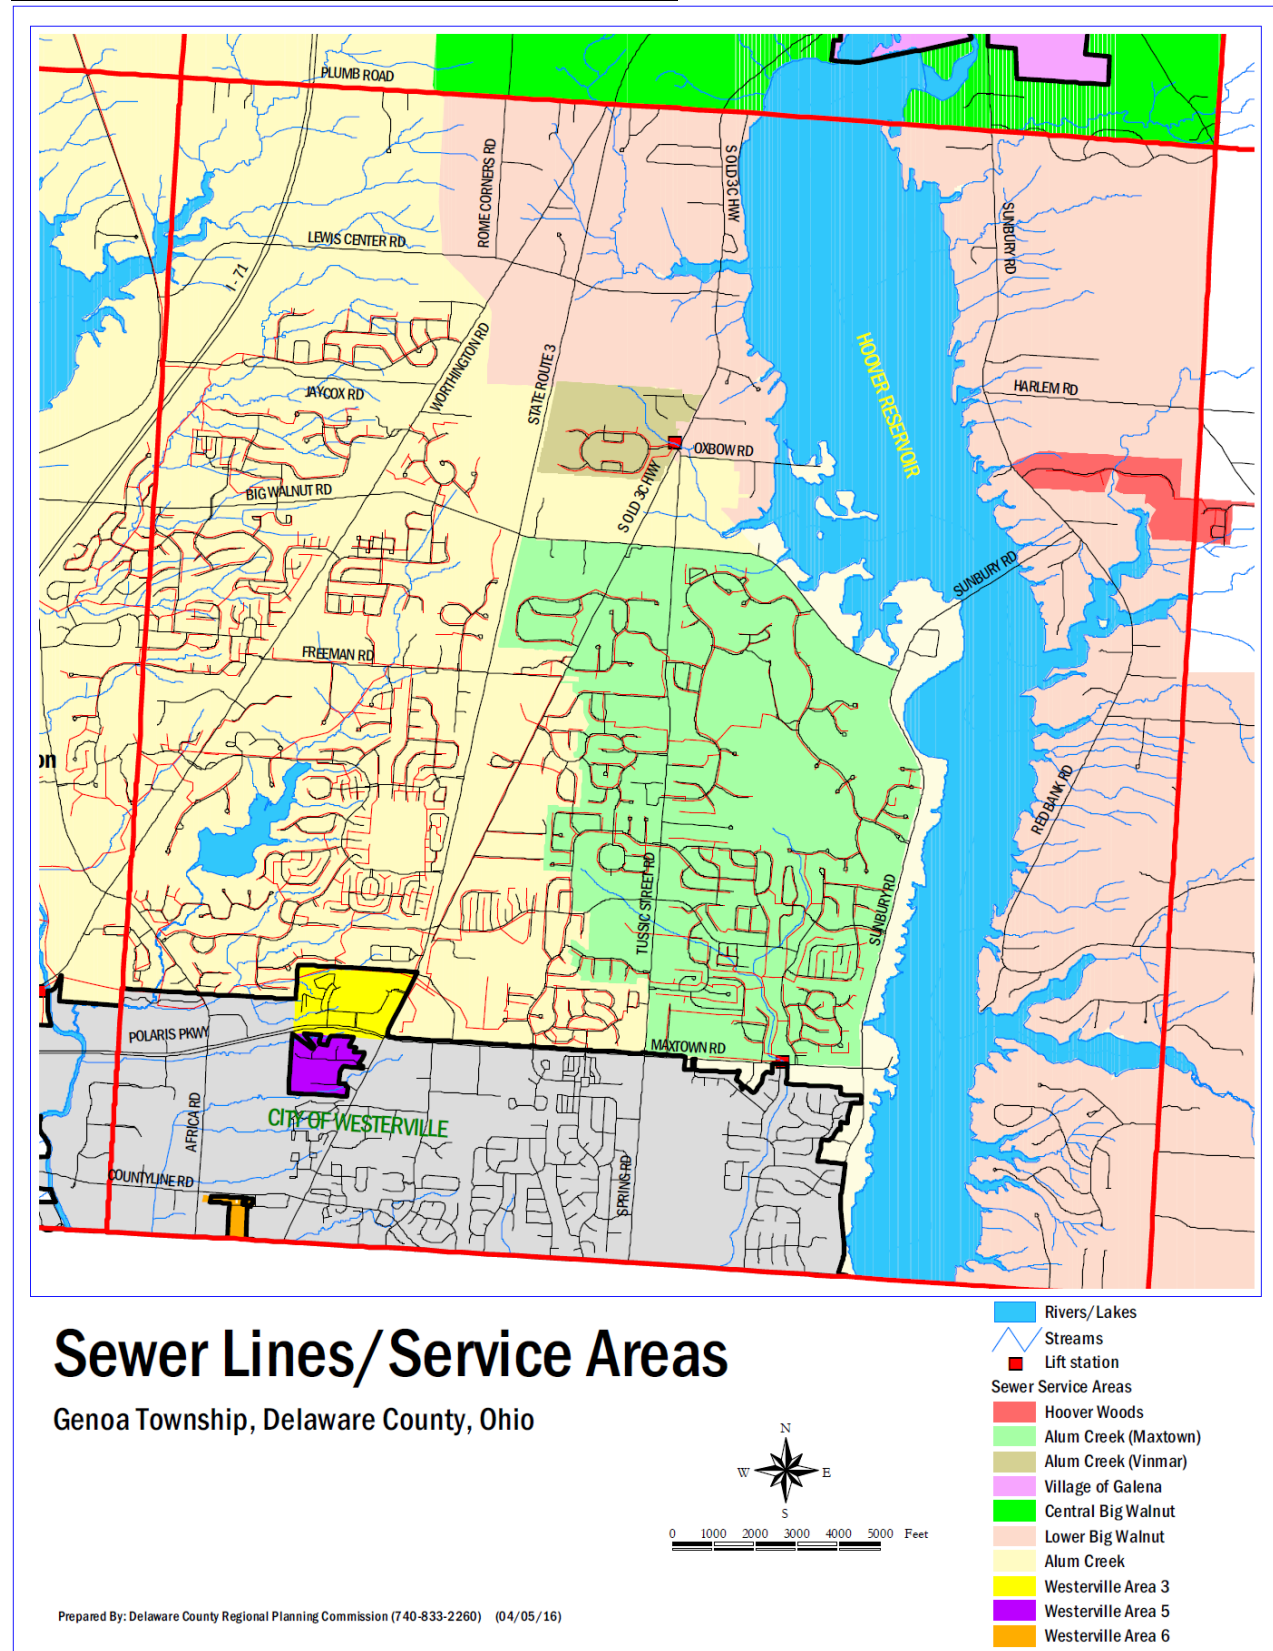 PLUMB ROAD
ROME CORNERS RD
S OLD 3C HWY
SUNBURY RD
LEWIS CENTER RD
I - 71
WORTHINGTON RD
STATE ROUTE 3
HOOVER RESERVOIR
JAYCOX RD
HARLEM RD
OXBOW RD
BIG WALNUT RD
S OLD 3C HWY
SUNBURY RD
FREEMAN RD
on
RED BANK RD
TUSSIC STREET RD
SUNBURY RD
POLARIS PKWY
MAXTOWN RD
AFRICA RD
CITY OF WESTERVILLE
COUNTYLINE RD
SPRING RD
Sewer Lines/Service Areas
Genoa Township, Delaware County, Ohio
N
W E
S
0 1000 2000 3000 4000 5000 Feet
Rivers/Lakes
Streams
Lift station
Sewer Service Areas
Hoover Woods
Alum Creek (Maxtown)
Alum Creek (Vinmar)
Village of Galena
Central Big Walnut
Lower Big Walnut
Alum Creek
Westerville Area 3
Westerville Area 5
Westerville Area 6
Prepared By: Delaware County Regional Planning Commission (740-833-2260) (04/05/16)